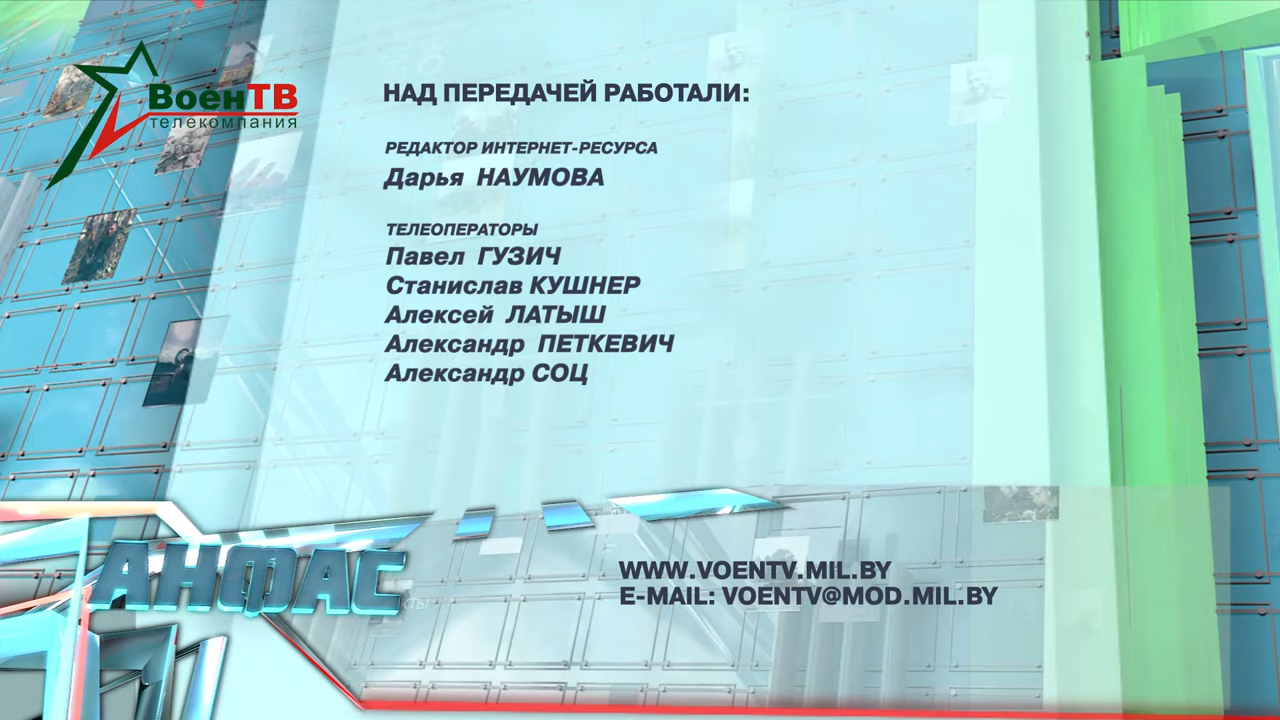 ВоенТВ
телекомпания
НАД ПЕРЕДАЧЕЙ РАБОТАЛИ:
РЕДАКТОР ИНТЕРНЕТ-РЕСУРСА
Дарья НАУМОВА
ТЕЛЕОПЕРАТОРЫ
Павел ГУЗИЧ
Станислав КУШНЕР
Алексей ЛАТЫШ
Александр ПЕТКЕВИЧ
Александр СОЦ
АНФАС
WWW.VOENTV.MIL.BY
E-MAIL: VOENTV@MOD.MIL.BY